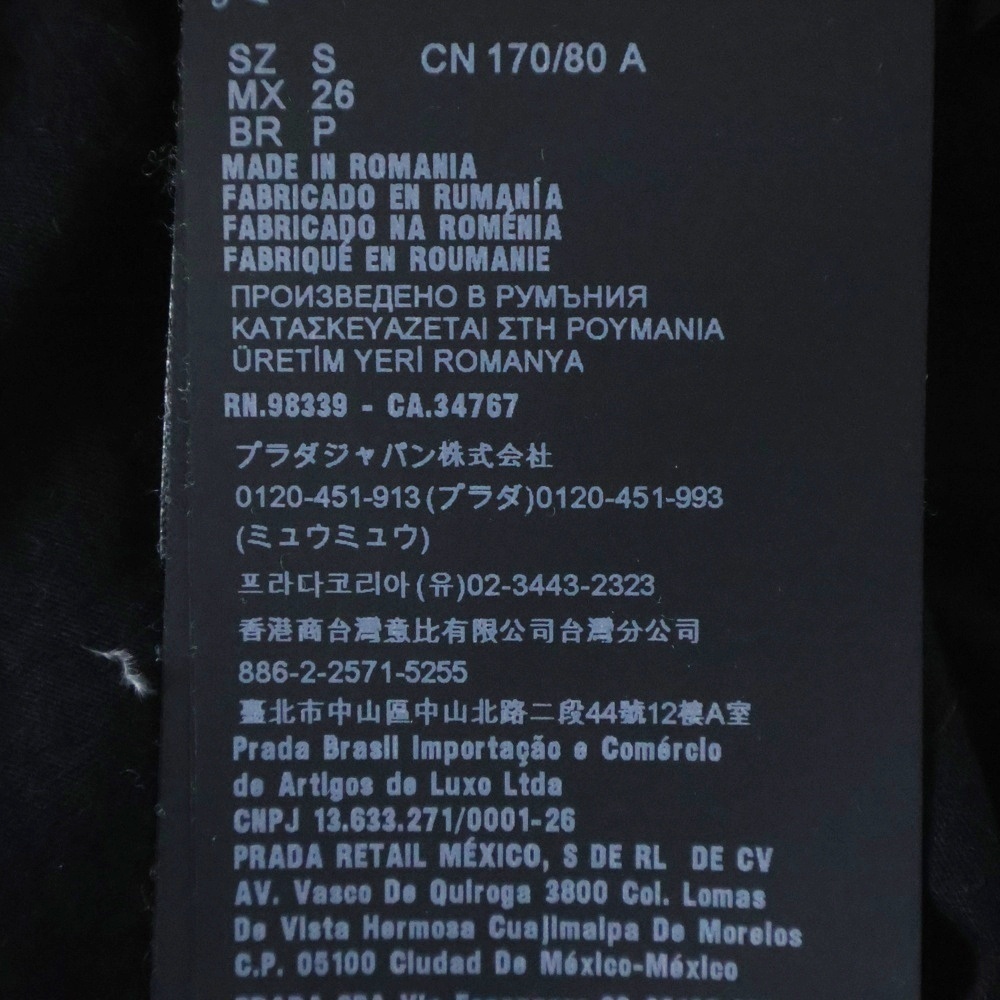 SZ S CN 170/80 A
MX 26
BR P
MADE IN ROMANIA
FABRICADO EN RUMANÍA
FABRICADO NA ROMÉNIA
FABRIQUÉ EN ROUMANIE
ПРОИЗВЕДЕНО В РУМЪНИЯ
ΚΑΤΑΣΚΕΥΑΖΕΤΑΙ ΣΤΗ ΡΟΥΜΑΝΙΑ
ÜRETİM YERİ ROMANYA
RN.98339 - CA.34767
プラダジャパン株式会社
0120-451-913(プラダ)0120-451-993
(ミュウミュウ)
프라다코리아(유)02-3443-2323
香港商台灣意比有限公司台灣分公司
886-2-2571-5255
臺北市中山區中山北路二段44號12樓A室
Prada Brasil Importação e Comércio
de Artigos de Luxo Ltda
CNPJ 13.633.271/0001-26
PRADA RETAIL MÉXICO, S DE RL DE CV
AV. Vasco De Quiroga 3800 Col. Lomas
De Vista Hermosa Cuajimalpa De Morelos
C.P. 05100 Ciudad De México-México